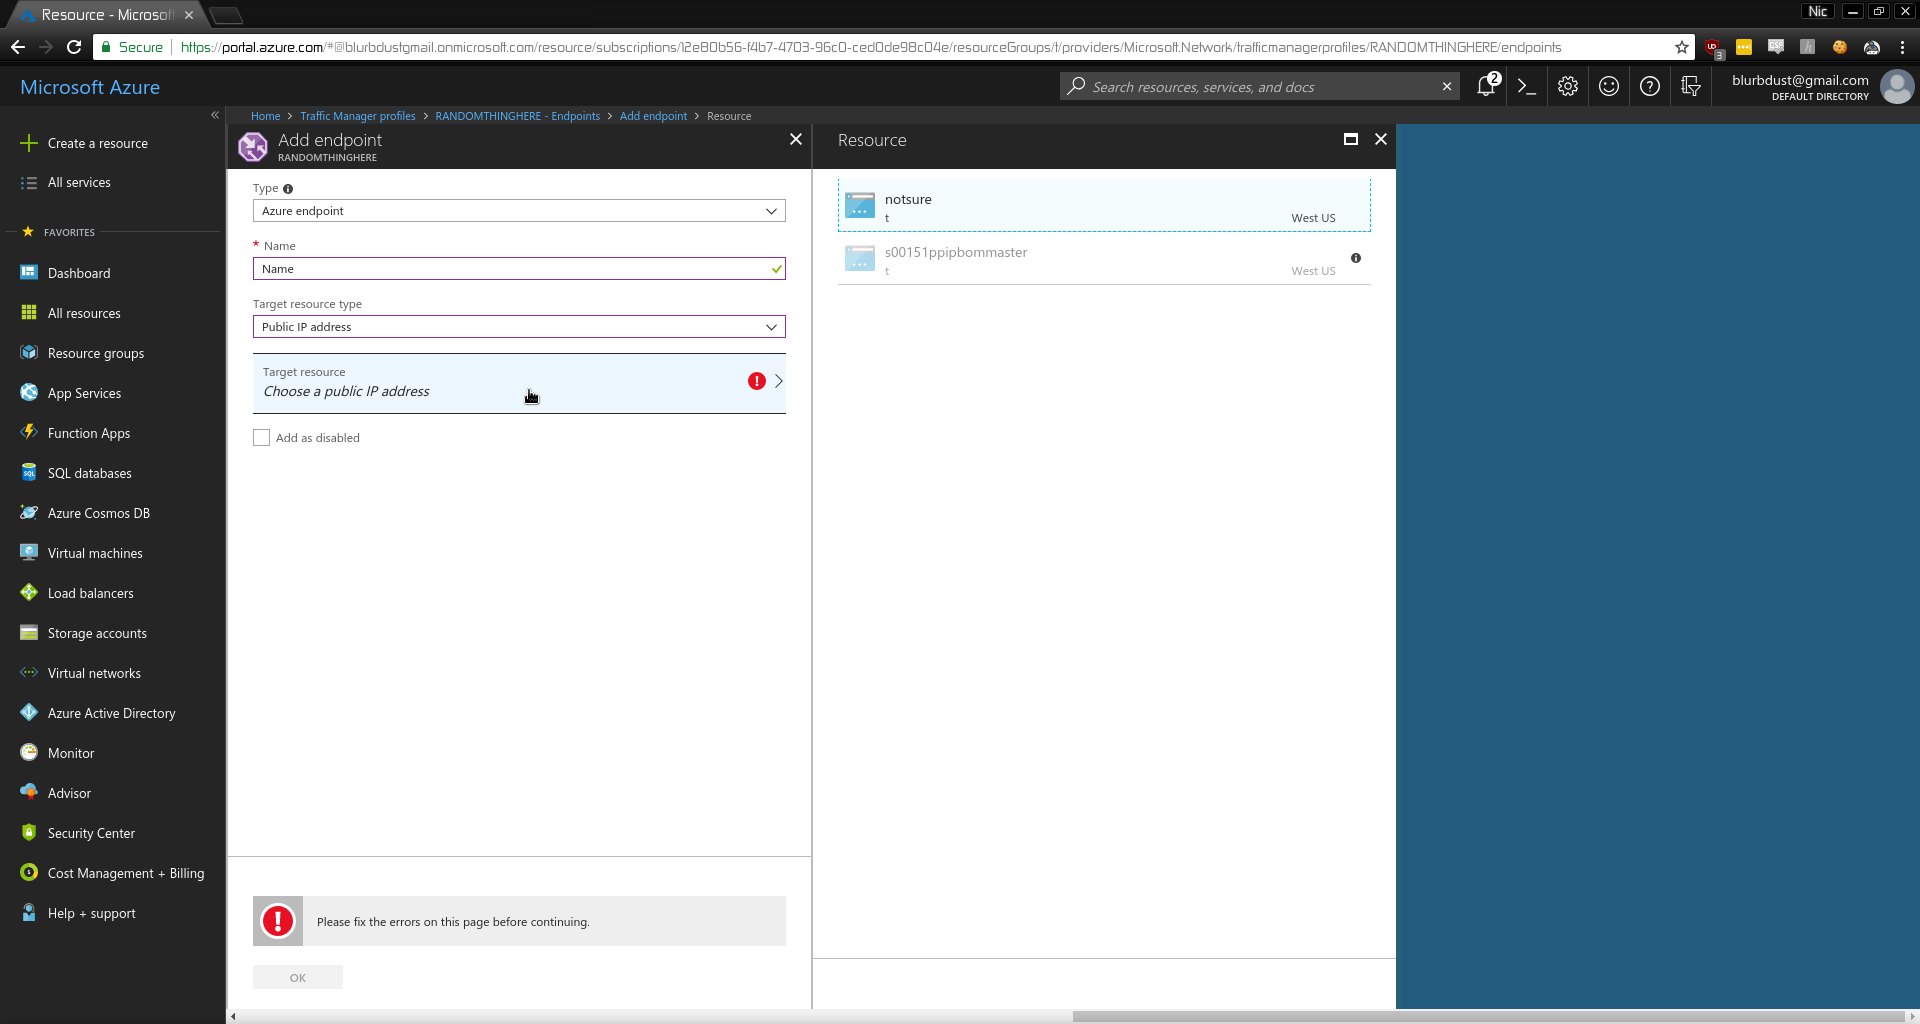 Resource - Microsof
Nic
Secure
https://portal.azure.com/#@blurbdustgmail.onmicrosoft.com/resource/subscriptions/12e80b56-f4b7-4703-96c0-ced0de98c04e/resourceGroups/t/providers/Microsoft.Network/trafficmanagerprofiles/RANDOMTHINGHERE/endpoints
3
Microsoft Azure
Search resources, services, and docs
2
blurbdust@gmail.com
DEFAULT DIRECTORY
Home > Traffic Manager profiles > RANDOMTHINGHERE - Endpoints > Add endpoint > Resource
Create a resource
All services
FAVORITES
Dashboard
All resources
Resource groups
App Services
Function Apps
SQL databases
Azure Cosmos DB
Virtual machines
Load balancers
Storage accounts
Virtual networks
Azure Active Directory
Monitor
Advisor
Security Center
Cost Management + Billing
Help + support
Add endpoint
RANDOMTHINGHERE
Type
Azure endpoint
* Name
Name
Target resource type
Public IP address
Target resource
Choose a public IP address
Add as disabled
Please fix the errors on this page before continuing.
OK
Resource
notsure
t
West US
s00151ppipbommaster
t
West US